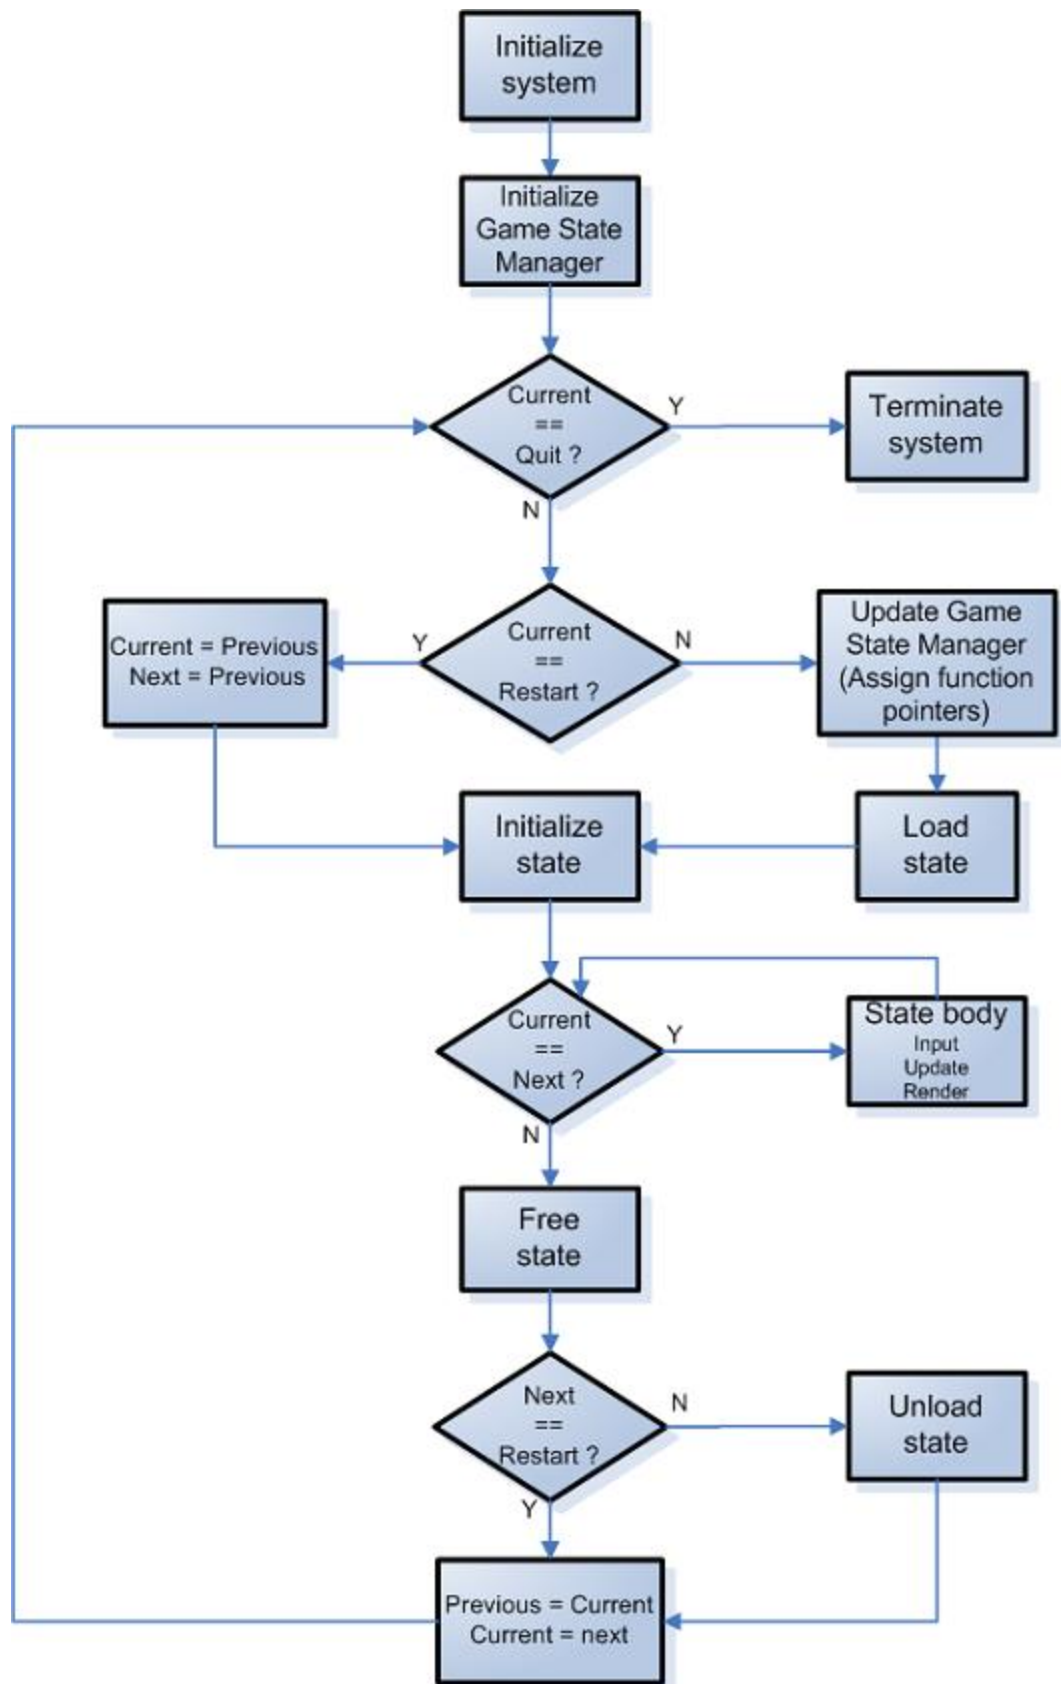 Initialize
system
Initialize
Game State
Manager
Current
==
Quit ?
Y
N
Terminate
system
Current = Previous
Next = Previous
Y
Current
==
Restart ?
N
Update Game
State Manager
(Assign function
pointers)
Initialize
state
Load
state
Current
==
Next ?
Y
N
State body
Input
Update
Render
Free
state
Next
==
Restart ?
N
Y
Unload
state
Previous = Current
Current = next